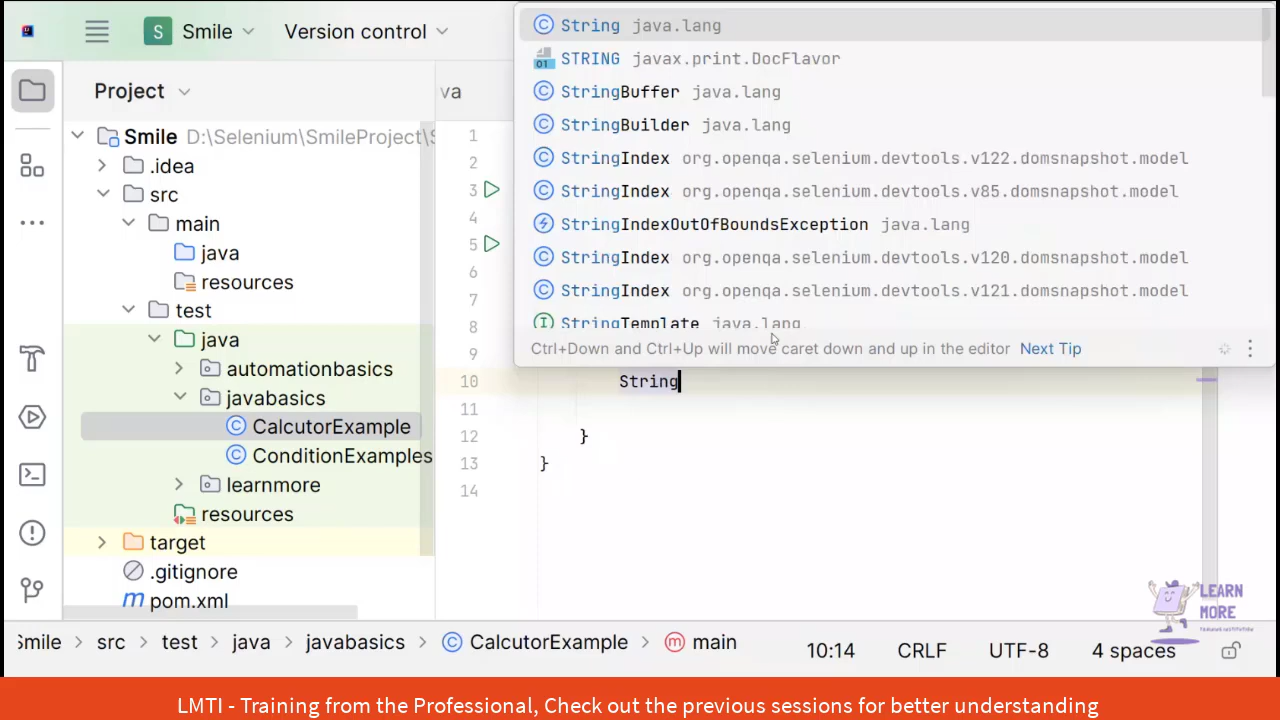 S Smile Version control
Project
Smile D:\Selenium\SmileProject\S
.idea
src
main
java
resources
test
java
automationbasics
javabasics
CalcutorExample
ConditionExamples
learnmore
resources
target
.gitignore
pom.xml
va
1
2
3
4
5
6
7
8
9
10 String
11
12 }
13 }
14
String java.lang
STRING javax.print.DocFlavor
StringBuffer java.lang
StringBuilder java.lang
StringIndex org.openqa.selenium.devtools.v122.domsnapshot.model
StringIndex org.openqa.selenium.devtools.v85.domsnapshot.model
StringIndexOutOfBoundsException java.lang
StringIndex org.openqa.selenium.devtools.v120.domsnapshot.model
StringIndex org.openqa.selenium.devtools.v121.domsnapshot.model
StringTemplate java.lang
Ctrl+Down and Ctrl+Up will move caret down and up in the editor Next Tip
LEARN
MORE
Smile > src > test > java > javabasics > CalcutorExample > main
10:14 CRLF UTF-8 4 spaces
LMTI - Training from the Professional, Check out the previous sessions for better understanding